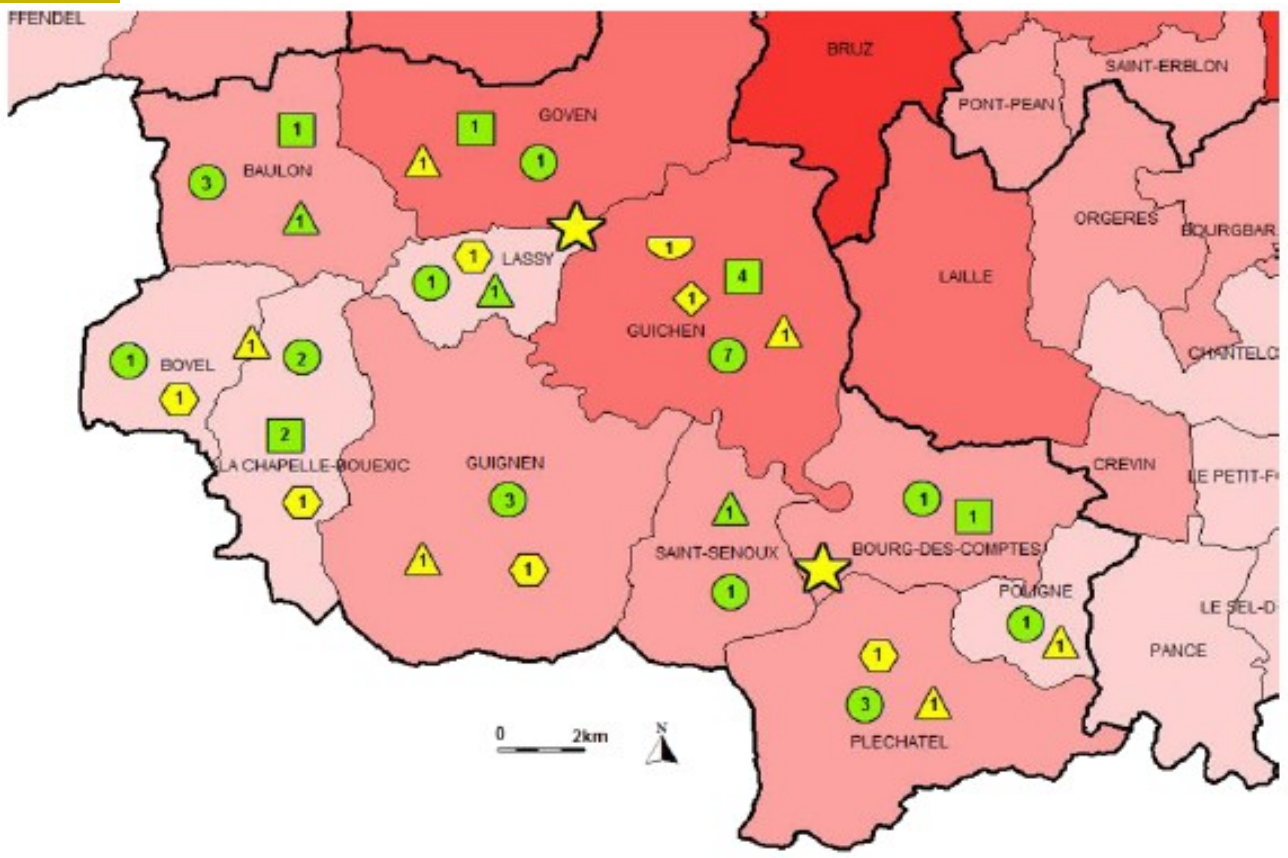 FFENDEL
BRUZ
SAINT-ERBLON
PONT-PEAN
GOVEN
1
1
1
1
BAULON
3
1
1
ORGERES
BOURGBAR
LAILLE
LASSY
1
1
1
GUICHEN
1
4
1
1
7
CHANTELC
BOVEL
1
1
1
2
2
LA CHAPELLE-BOUEXIC
1
GUIGNEN
3
1
1
CREVIN
LE PETIT-F
SAINT-SENOUX
1
1
BOURG-DES-COMPTES
1
1
POLIGNE
1
1
LE SEL-D
PANCE
1
3
1
PLECHATEL
0 2km
N